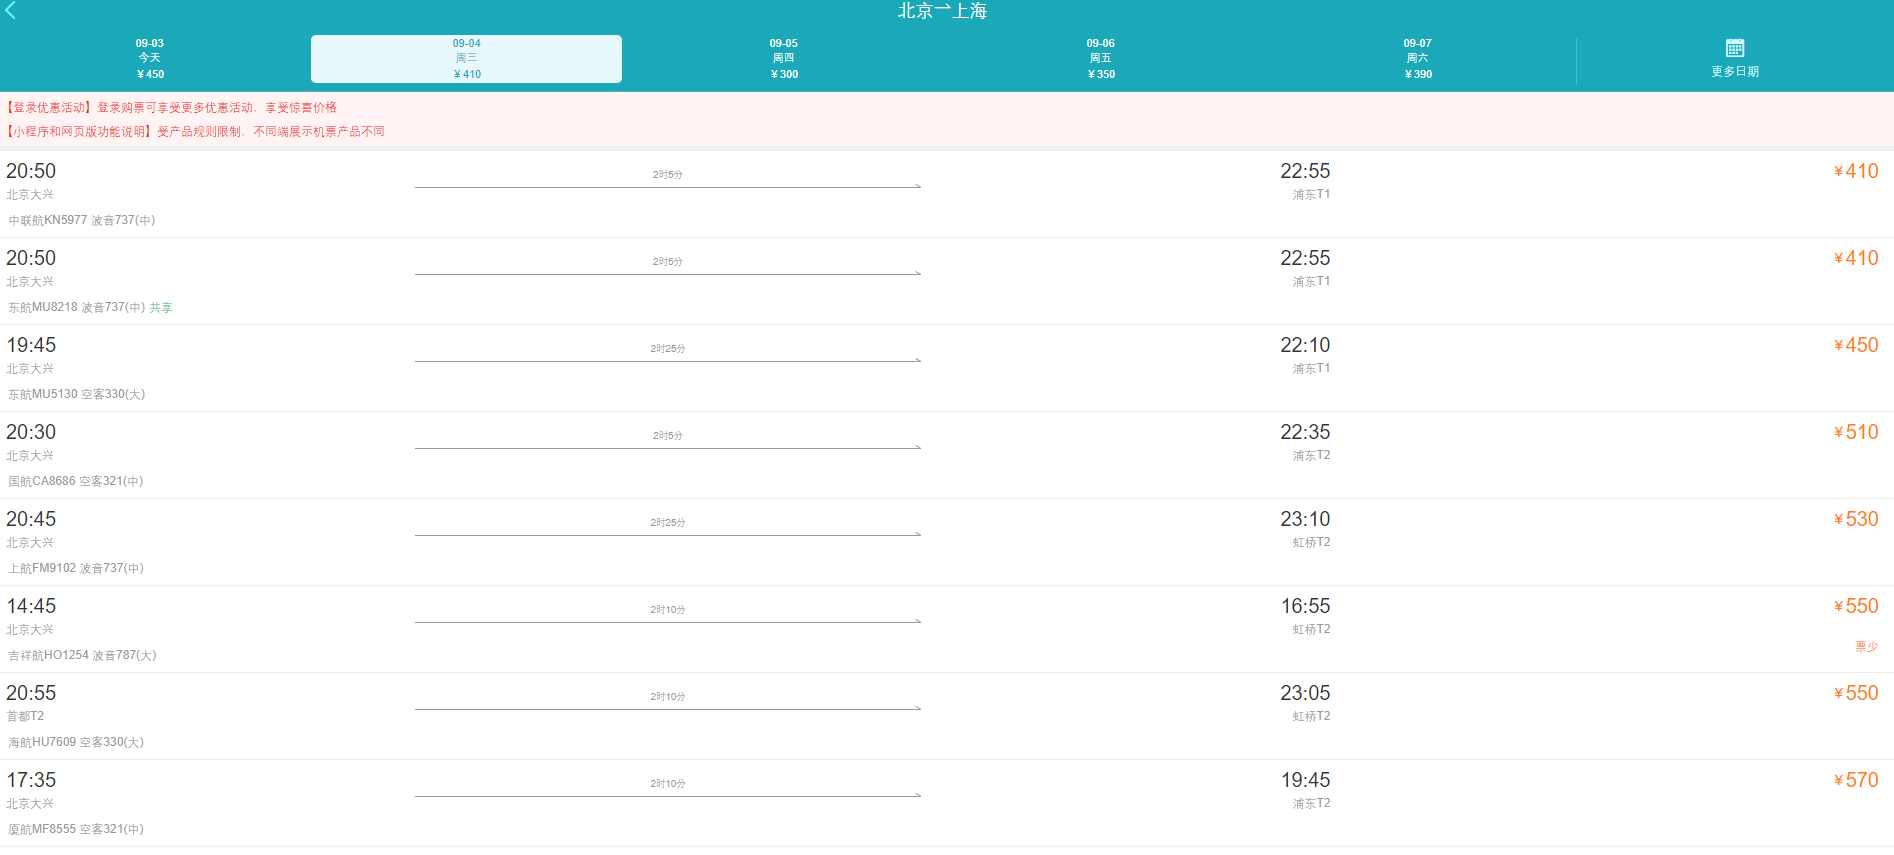 北京⇀上海
09-03
今天
¥450
09-04
周三
¥410
09-05
周四
¥300
09-06
周五
¥350
09-07
周六
¥390
更多日期
【登录优惠活动】登录购票可享受更多优惠活动，享受惊喜价格
【小程序和网页版功能说明】受产品规则限制，不同端展示机票产品不同
20:50 2时5分 22:55 ¥410
北京大兴 浦东T1
中联航KN5977 波音737(中)
20:50 2时5分 22:55 ¥410
北京大兴 浦东T1
东航MU8218 波音737(中) 共享
19:45 2时25分 22:10 ¥450
北京大兴 浦东T1
东航MU5130 空客330(大)
20:30 2时5分 22:35 ¥510
北京大兴 浦东T2
国航CA8686 空客321(中)
20:45 2时25分 23:10 ¥530
北京大兴 虹桥T2
上航FM9102 波音737(中)
14:45 2时10分 16:55 ¥550
北京大兴 虹桥T2
吉祥航HO1254 波音787(大) 票少
20:55 2时10分 23:05 ¥550
首都T2 虹桥T2
海航HU7609 空客330(大)
17:35 2时10分 19:45 ¥570
北京大兴 浦东T2
厦航MF8555 空客321(中)